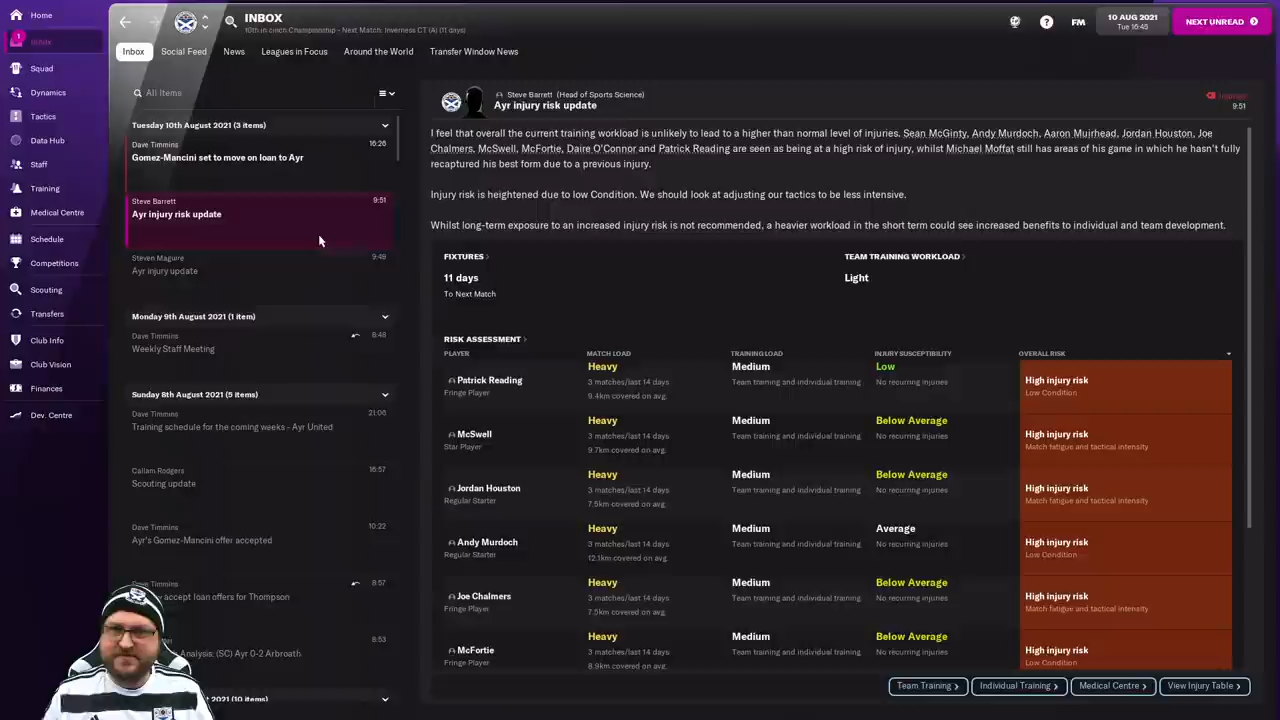 Home
INBOX
10th in cinch Championship - Next Match: Inverness CT (A) (11 days)
FM
10 AUG 2021
Tue 16:45
NEXT UNREAD
1
Inbox
Squad
Dynamics
Tactics
Data Hub
Staff
Training
Medical Centre
Schedule
Competitions
Scouting
Transfers
Club Info
Club Vision
Finances
Dev. Centre
Inbox
Social Feed
News
Leagues in Focus
Around the World
Transfer Window News
All Items
Tuesday 10th August 2021 (3 items)
Dave Timmins 16:26
Gomez-Mancini set to move on loan to Ayr
Steve Barrett 9:51
Ayr injury risk update
Steven Maguire 9:49
Ayr injury update
Monday 9th August 2021 (1 item)
Dave Timmins 8:48
Weekly Staff Meeting
Sunday 8th August 2021 (5 items)
Dave Timmins 21:06
Training schedule for the coming weeks - Ayr United
Callam Rodgers 16:57
Scouting update
Dave Timmins 10:22
Ayr's Gomez-Mancini offer accepted
Dave Timmins 8:57
accept loan offers for Thompson
8:53
Analysis: (SC) Ayr 0-2 Arbroath
(10 items)
Steve Barrett (Head of Sports Science)
Ayr injury risk update
9:51
I feel that overall the current training workload is unlikely to lead to a higher than normal level of injuries. Sean McGinty, Andy Murdoch, Aaron Muirhead, Jordan Houston, Joe
Chalmers, McSwell, McFortie, Daire O'Connor and Patrick Reading are seen as being at a high risk of injury, whilst Michael Moffat still has areas of his game in which he hasn't fully
recaptured his best form due to a previous injury.
Injury risk is heightened due to low Condition. We should look at adjusting our tactics to be less intensive.
Whilst long-term exposure to an increased injury risk is not recommended, a heavier workload in the short term could see increased benefits to individual and team development.
FIXTURES
11 days
To Next Match
TEAM TRAINING WORKLOAD
Light
RISK ASSESSMENT
PLAYER MATCH LOAD TRAINING LOAD INJURY SUSCEPTIBILITY OVERALL RISK
Patrick Reading
Fringe Player
Heavy
3 matches/last 14 days
9.4km covered on avg.
Medium
Team training and individual training
Low
No recurring injuries
High injury risk
Low Condition
McSwell
Star Player
Heavy
3 matches/last 14 days
9.7km covered on avg.
Medium
Team training and individual training
Below Average
No recurring injuries
High injury risk
Match fatigue and tactical intensity
Jordan Houston
Regular Starter
Heavy
3 matches/last 14 days
7.5km covered on avg.
Medium
Team training and individual training
Below Average
No recurring injuries
High injury risk
Match fatigue and tactical intensity
Andy Murdoch
Regular Starter
Heavy
3 matches/last 14 days
12.1km covered on avg.
Medium
Team training and individual training
Average
No recurring injuries
High injury risk
Low Condition
Joe Chalmers
Fringe Player
Heavy
3 matches/last 14 days
7.5km covered on avg.
Medium
Team training and individual training
Below Average
No recurring injuries
High injury risk
Match fatigue and tactical intensity
McFortie
Fringe Player
Heavy
3 matches/last 14 days
8.9km covered on avg.
Medium
Team training and individual training
Below Average
No recurring injuries
High injury risk
Low Condition
Team Training
Individual Training
Medical Centre
View Injury Table